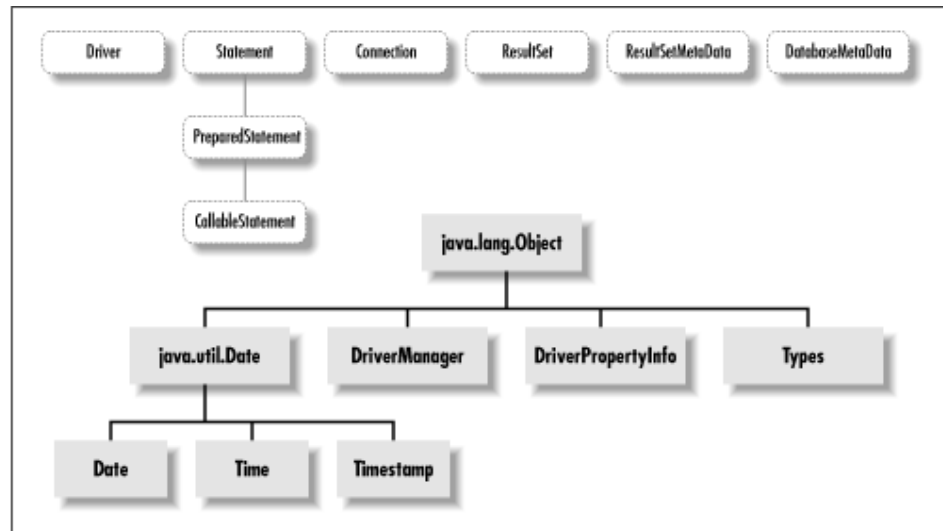 Driver
Statement
Connection
ResultSet
ResultSetMetaData
DatabaseMetaData
PreparedStatement
CallableStatement
java.lang.Object
java.util.Date
DriverManager
DriverPropertyInfo
Types
Date
Time
Timestamp